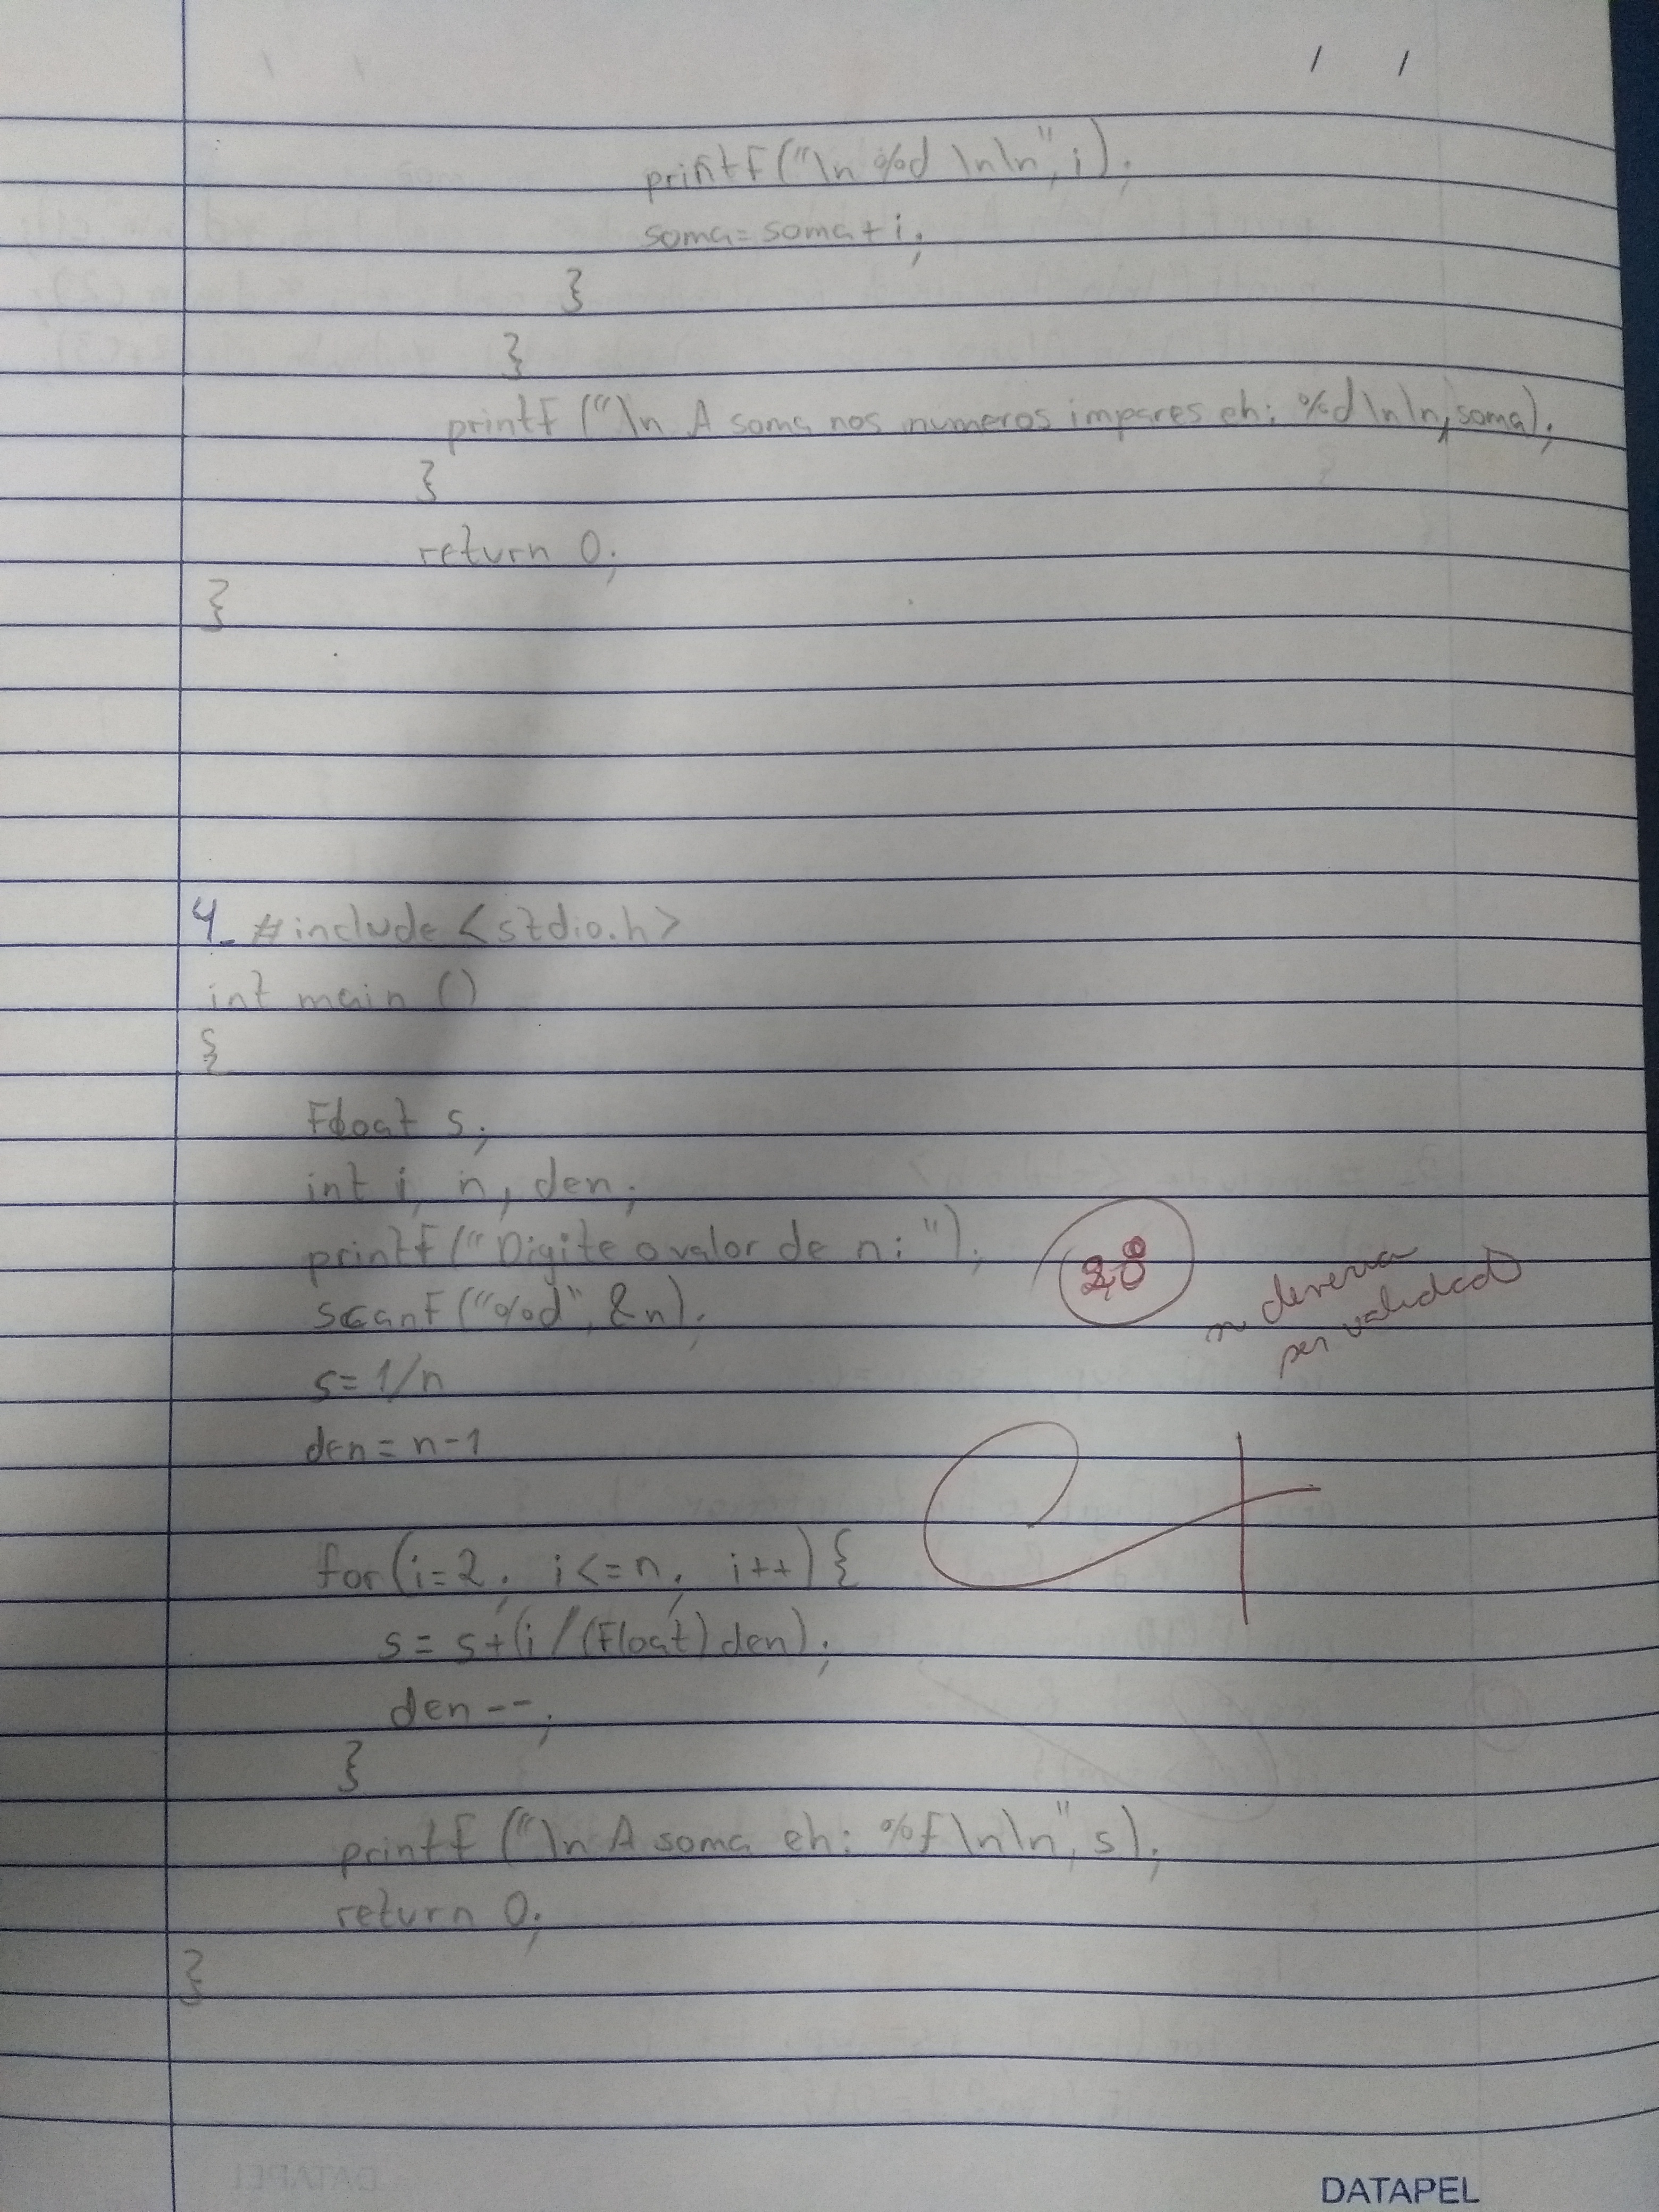 / /
printf("\n %d \n\n", i);
soma = soma + i;
}
}
printf ("\n A soma nos numeros impares eh: %d\n\n, soma);
}
return 0;
}
4_ #include <stdio.h>
int main ()
{
Float s;
int i, n, den;
printf("Digite o valor de n: ");
scanf("%d", &n);
n deveria
ser validado
s= 1/n
den = n-1
for(i=2; i<=n; i++){
s = s+(i/(Float)den);
den--;
}
printf ("\n A soma eh: %f\n\n", s);
return 0;
}
DATAPEL